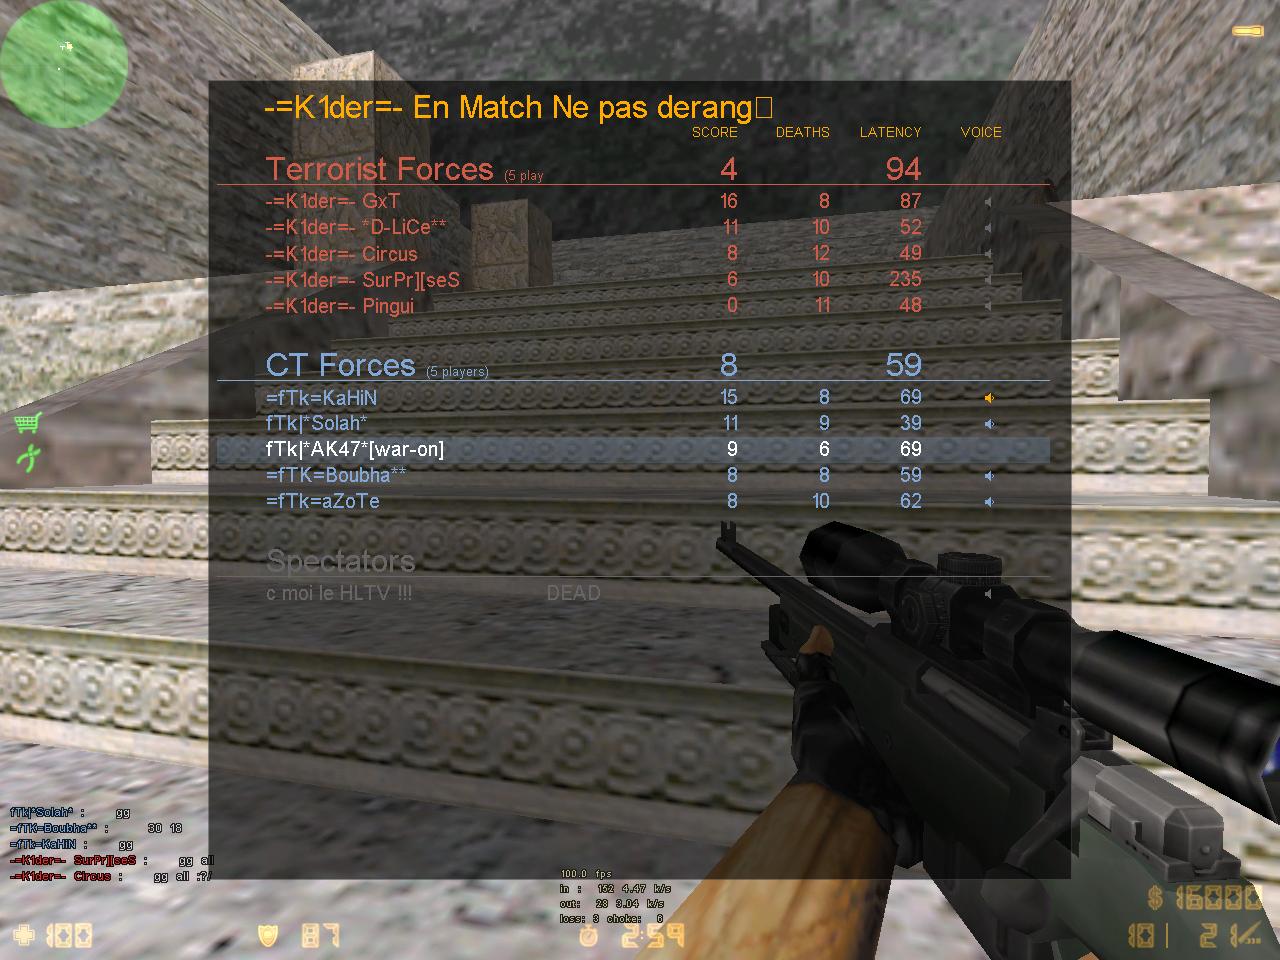 -=K1der=- En Match Ne pas derang
SCORE DEATHS LATENCY VOICE
Terrorist Forces (5 play 4 94
-=K1der=- GxT 16 8 87
-=K1der=- *D-LiCe** 11 10 52
-=K1der=- Circus 8 12 49
-=K1der=- SurPr][seS 6 10 235
-=K1der=- Pingui 0 11 48
CT Forces (5 players) 8 59
=fTk=KaHiN 15 8 69
fTk|*Solah* 11 9 39
fTk|*AK47*[war-on] 9 6 69
=fTK=Boubha** 8 8 59
=fTk=aZoTe 8 10 62
Spectators
c moi le HLTV !!! DEAD
fTk|*Solah* : gg
=fTK=Boubha** : 30 18
=fTk=KaHiN : gg
-=K1der=- SurPr][seS : gg all
-=K1der=- Circus : gg all :?/
100.0 fps
in : 152 4.47 k/s
out: 28 3.04 k/s
loss: 3 choke: 6
$ 16000
100 87 2:59 10 | 21